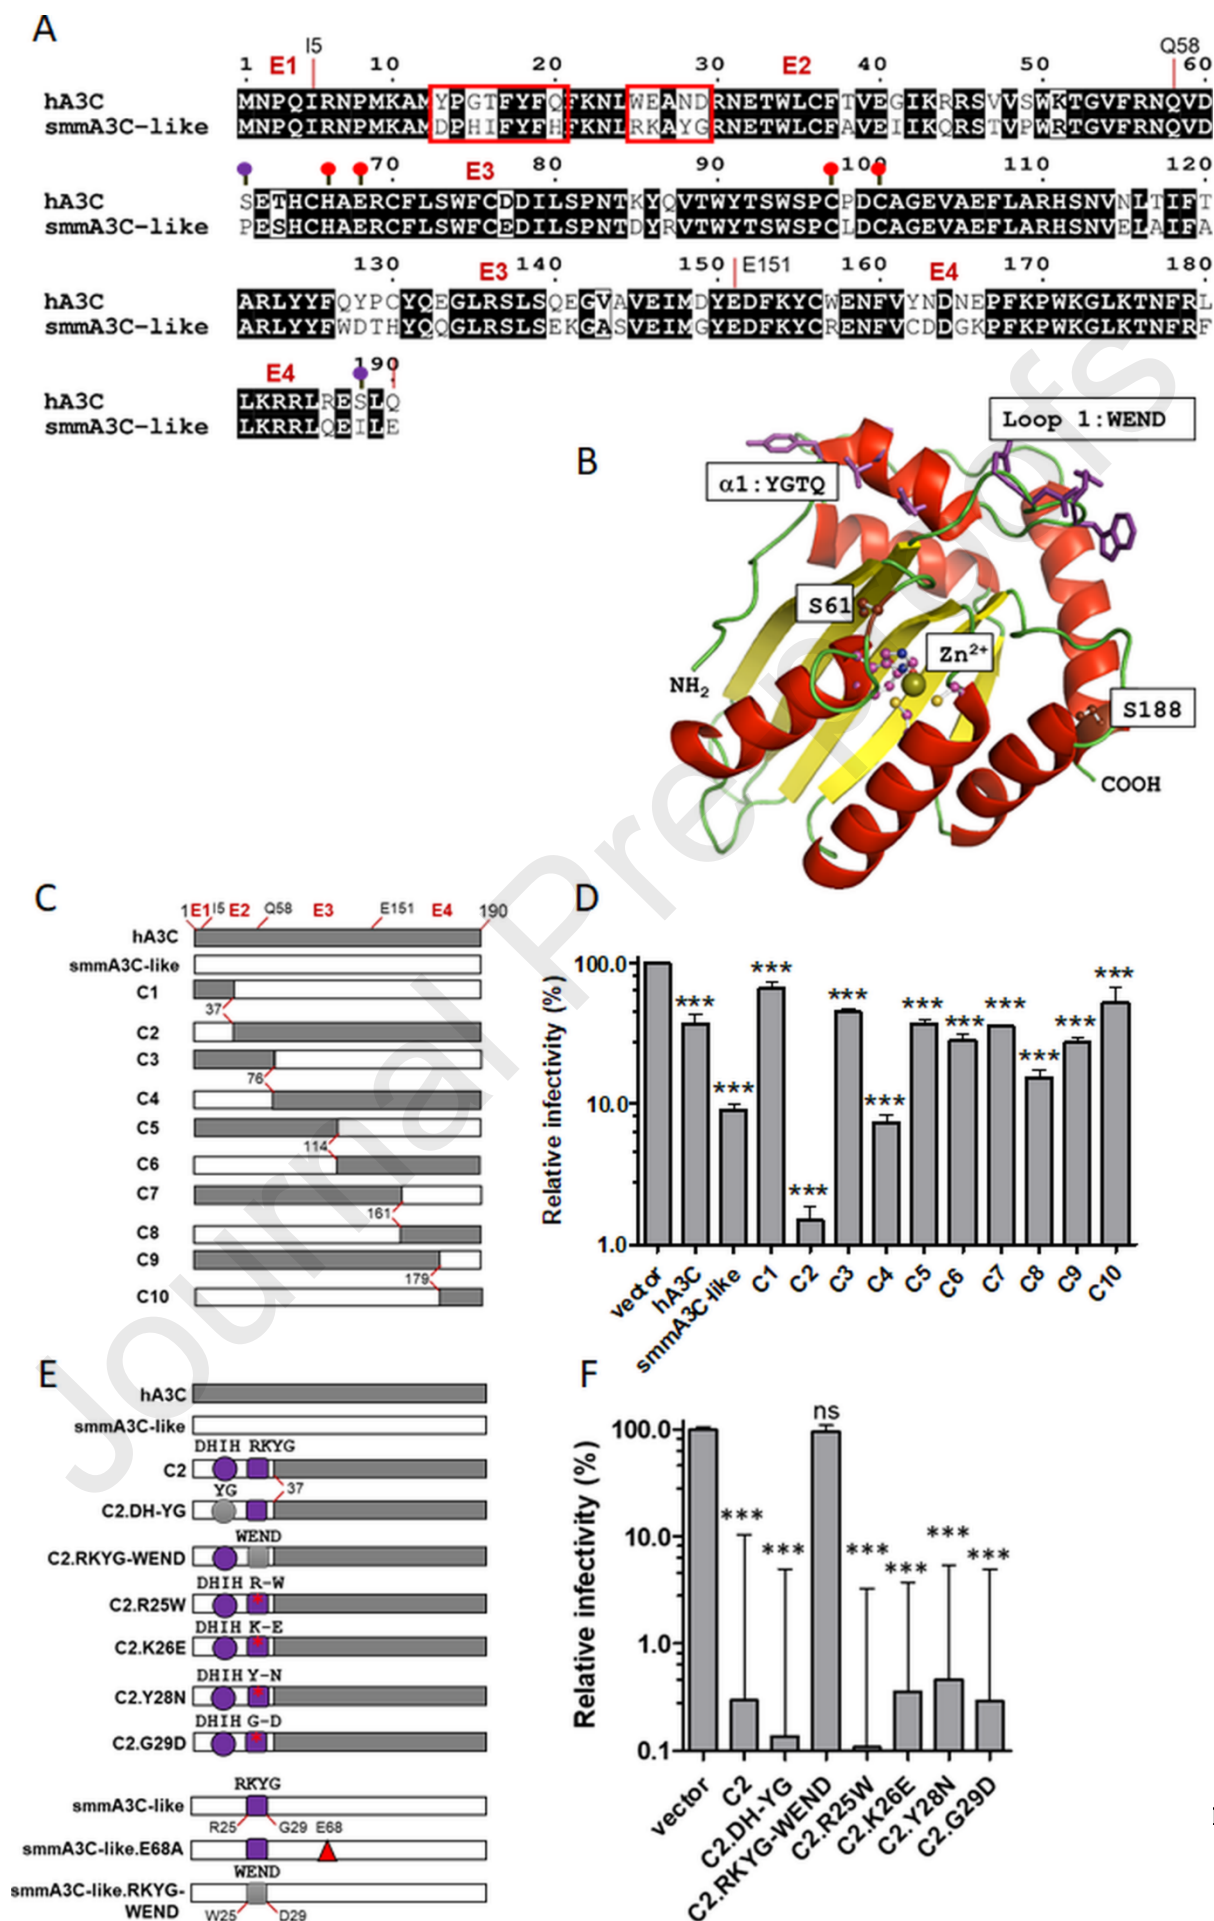 A
I5 Q58
1 E1 10 20 30 E2 40 50 60
hA3C MNPQIRNPMKAMYPGTFYFQFKNLWEANDRNETWLCFTVEGIKRRSVVSWKTGVFRNQVD
smmA3C-like MNPQIRNPMKAMDPHIFYFHFKNLRKAYGRNETWLCFAVEIIKQRSTVPWRTGVFRNQVD
70 E3 80 90 100 110 120
hA3C SETHCHAERCFLSWFCDDILSPNTKYQVTWYTSWSPCPDCAGEVAEFLARHSNVNLTIFT
smmA3C-like PESHCHAERCFLSWFCEDILSPNTDYRVTWYTSWSPCLDCAGEVAEFLARHSNVELAIFA
130 E3 140 150 E151 160 E4 170 180
hA3C ARLYYFQYPCYQEGLRSLSQEGVAVEIMDYEDFKYCWENFVYNDNEPFKPWKGLKTNFRL
smmA3C-like ARLYYFWDTHYQQGLRSLSEKGASVEIMGYEDFKYCRENFVCDDGKPFKPWKGLKTNFRF
E4 190
hA3C LKRRLRESLQ
smmA3C-like LKRRLQEILE
B
Loop 1:WEND
α1:YGTQ
S61
Zn2+
NH2
S188
COOH
C
1 E1 I5 E2 Q58 E3 E151 E4 190
hA3C
smmA3C-like
C1
37
C2
C3
76
C4
C5
114
C6
C7
161
C8
C9
179
C10
D
Relative infectivity (%)
100.0
10.0
1.0
*** *** *** *** *** *** *** *** *** *** *** ***
vector hA3C smmA3C-like C1 C2 C3 C4 C5 C6 C7 C8 C9 C10
E
hA3C
smmA3C-like
DHIH RKYG
C2
37
YG
C2.DH-YG
WEND
C2.RKYG-WEND
DHIH R-W
C2.R25W
DHIH K-E
C2.K26E
DHIH Y-N
C2.Y28N
DHIH G-D
C2.G29D
RKYG
smmA3C-like
R25 G29 E68
smmA3C-like.E68A
WEND
smmA3C-like.RKYG-
WEND
W25 D29
F
Relative infectivity (%)
100.0
10.0
1.0
0.1
*** *** ns *** *** *** ***
vector C2 C2.DH-YG C2.RKYG-WEND C2.R25W C2.K26E C2.Y28N C2.G29D
Journal Pre-proofs